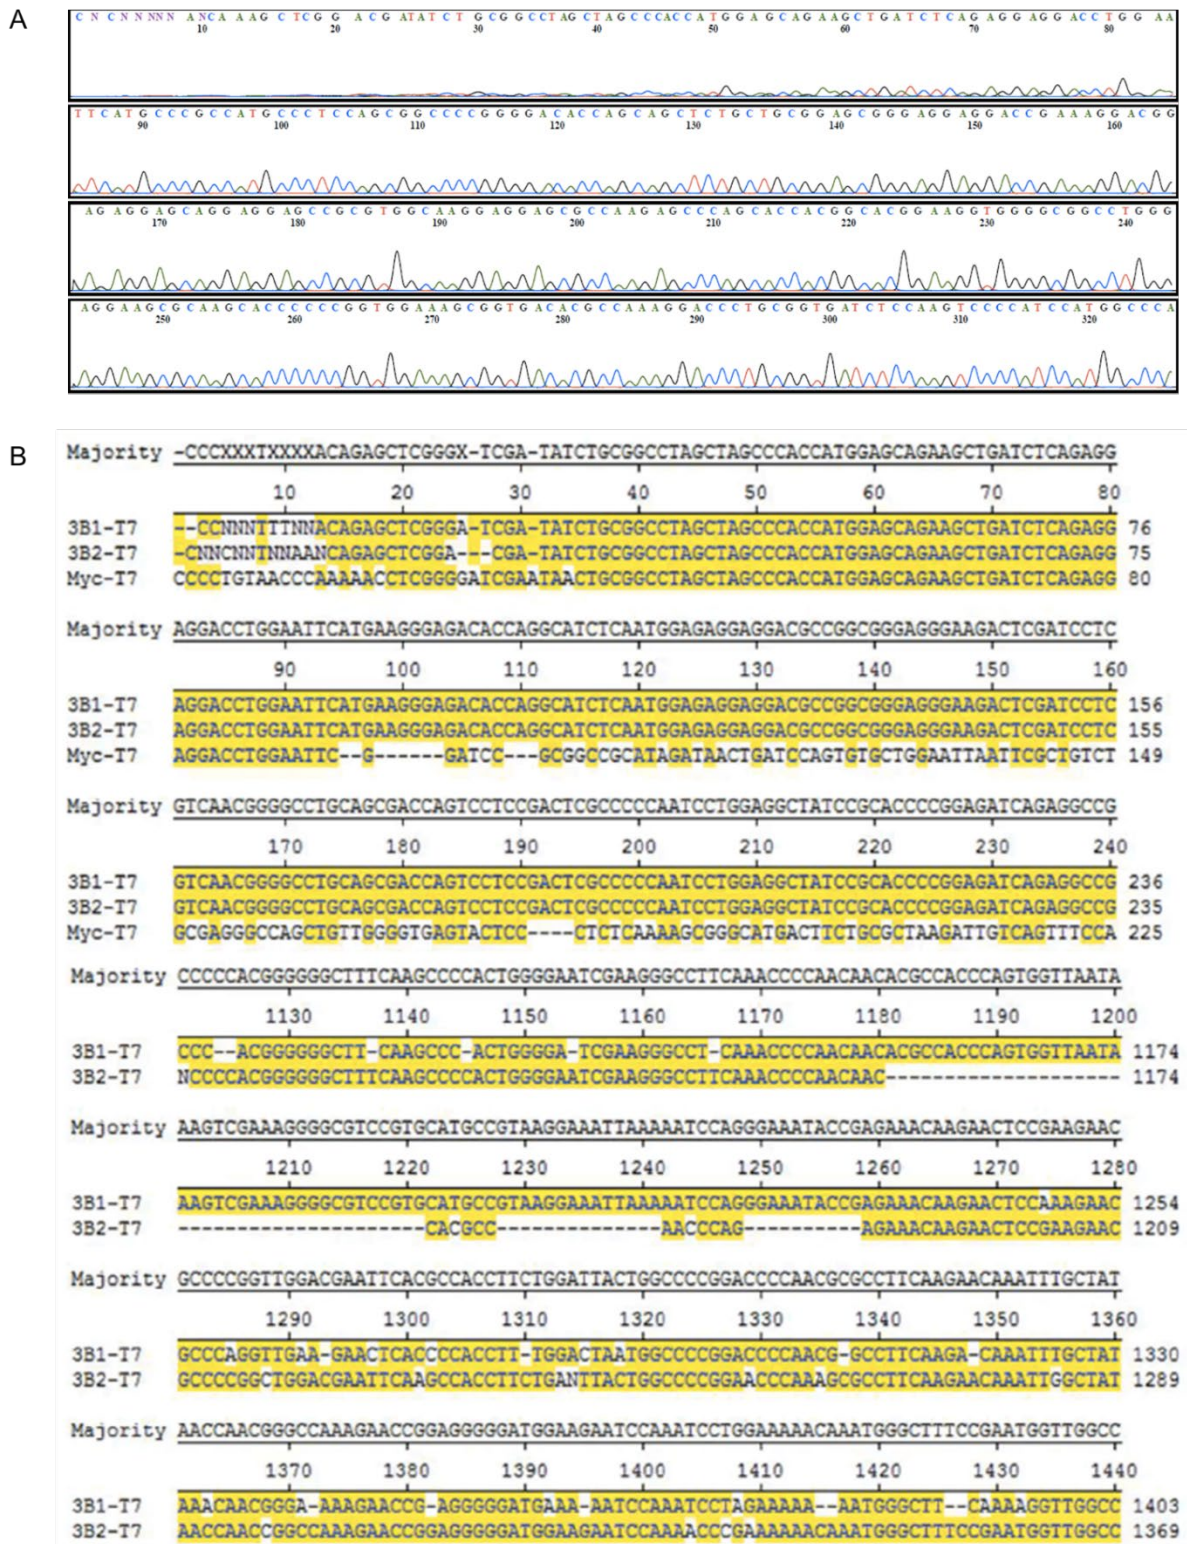 A
CNCNNNNN ANCA AAGCTCGG ACGATATCTGCGGCCTAGCTAGCCCACCATGGAGCAGAAGCTGATCTCAGAGGAGGACCTGG AA
10 20 30 40 50 60 70 80
TTCATGCCCGCCATGCCCTCCAGCGGCCCCGGGGACACCAGCAGCTCTGCTGCGGAGCGGGAGGAGGACCGAAAGGACGG
90 100 110 120 130 140 150 160
AGAGGAGCAGGAGGAGCCGCGTGGCAAGGAGGAGCGCCAAGAGCCCAGCACCACGGCACGGAAGGTGGGGCGGCCTGGG
170 180 190 200 210 220 230 240
AGGAAGCGCAAGCACCCCCCGGTGGAAAGCGGTGACACGCCAAAGGACCCTGCGGTGATCTCCAAGTCCCCATCCATGGCCCA
250 260 270 280 290 300 310 320
B
Majority -CCCXXXTXXXXACAGAGCTCGGGX-TCGA-TATCTGCGGCCTAGCTAGCCCACCATGGAGCAGAAGCTGATCTCAGAGG
10 20 30 40 50 60 70 80
3B1-T7 --CCNNNTTTNNACAGAGCTCGGGA-TCGA-TATCTGCGGCCTAGCTAGCCCACCATGGAGCAGAAGCTGATCTCAGAGG 76
3B2-T7 -CNNCNNTNNAANCAGAGCTCGGA---CGA-TATCTGCGGCCTAGCTAGCCCACCATGGAGCAGAAGCTGATCTCAGAGG 75
Myc-T7 CCCCTGTAACCCAAAAACCTCGGGGATCGAATAACTGCGGCCTAGCTAGCCCACCATGGAGCAGAAGCTGATCTCAGAGG 80
Majority AGGACCTGGAATTCATGAAGGGAGACACCAGGCATCTCAATGGAGAGGAGGACGCCGGCGGGAGGGAAGACTCGATCCTC
90 100 110 120 130 140 150 160
3B1-T7 AGGACCTGGAATTCATGAAGGGAGACACCAGGCATCTCAATGGAGAGGAGGACGCCGGCGGGAGGGAAGACTCGATCCTC 156
3B2-T7 AGGACCTGGAATTCATGAAGGGAGACACCAGGCATCTCAATGGAGAGGAGGACGCCGGCGGGAGGGAAGACTCGATCCTC 155
Myc-T7 AGGACCTGGAATTC--G------GATCC---GCGGCCGCATAGATAACTGATCCAGTGTGCTGGAATTAATTCGCTGTCT 149
Majority GTCAACGGGGCCTGCAGCGACCAGTCCTCCGACTCGCCCCCAATCCTGGAGGCTATCCGCACCCCGGAGATCAGAGGCCG
170 180 190 200 210 220 230 240
3B1-T7 GTCAACGGGGCCTGCAGCGACCAGTCCTCCGACTCGCCCCCAATCCTGGAGGCTATCCGCACCCCGGAGATCAGAGGCCG 236
3B2-T7 GTCAACGGGGCCTGCAGCGACCAGTCCTCCGACTCGCCCCCAATCCTGGAGGCTATCCGCACCCCGGAGATCAGAGGCCG 235
Myc-T7 GCGAGGGCCAGCTGTTGGGGTGAGTACTCC----CTCTCAAAAGCGGGCATGACTTCTGCGCTAAGATTGTCAGTTTCCA 225
Majority CCCCCACGGGGGGCTTTCAAGCCCCACTGGGGAATCGAAGGGCCTTCAAACCCCAACAACACGCCACCCAGTGGTTAATA
1130 1140 1150 1160 1170 1180 1190 1200
3B1-T7 CCC--ACGGGGGGCTT-CAAGCCC-ACTGGGGA-TCGAAGGGCCT-CAAACCCCAACAACACGCCACCCAGTGGTTAATA 1174
3B2-T7 NCCCCACGGGGGGCTTTCAAGCCCCACTGGGGAATCGAAGGGCCTTCAAACCCCAACAAC-------------------- 1174
Majority AAGTCGAAAGGGGCGTCCGTGCATGCCGTAAGGAAATTAAAAATCCAGGGAAATACCGAGAAACAAGAACTCCGAAGAAC
1210 1220 1230 1240 1250 1260 1270 1280
3B1-T7 AAGTCGAAAGGGGCGTCCGTGCATGCCGTAAGGAAATTAAAAATCCAGGGAAATACCGAGAAACAAGAACTCCAAAGAAC 1254
3B2-T7 ---------------------CACGCC--------------AACCCAG----------AGAAACAAGAACTCCGAAGAAC 1209
Majority GCCCCGGTTGGACGAATTCACGCCACCTTCTGGATTACTGGCCCCGGACCCCAACGCGCCTTCAAGAACAAATTTGCTAT
1290 1300 1310 1320 1330 1340 1350 1360
3B1-T7 GCCCAGGTTGAA-GAACTCACCCCACCTT-TGGACTAATGGCCCCGGACCCCAACG-GCCTTCAAGA-CAAATTTGCTAT 1330
3B2-T7 GCCCCGGCTGGACGAATTCAAGCCACCTTCTGANTTACTGGCCCCGGAACCCAAAGCGCCTTCAAGAACAAATTGGCTAT 1289
Majority AACCAACGGGCCAAAGAACCGGAGGGGGATGGAAGAATCCAAATCCTGGAAAAACAAATGGGCTTTCCGAATGGTTGGCC
1370 1380 1390 1400 1410 1420 1430 1440
3B1-T7 AAACAACGGGA-AAAGAACCG-AGGGGGATGAAA-AATCCAAATCCTAGAAAAA--AATGGGCTT--CAAAAGGTTGGCC 1403
3B2-T7 AACCAACCGGCCAAAGAACCGGAGGGGGATGGAAGAATCCAAAACCCGAAAAAACAAATGGGCTTTCCGAATGGTTGGCC 1369